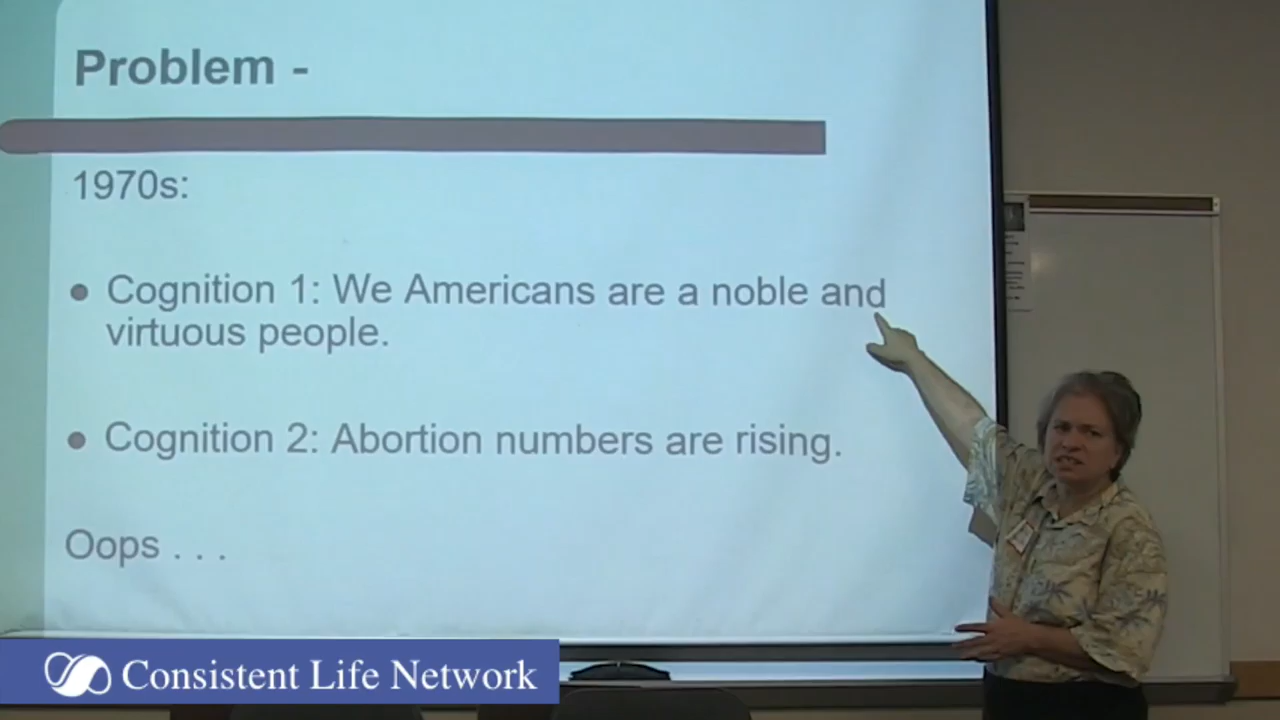 Problem -
1970s:
● Cognition 1: We Americans are a noble and
virtuous people.
● Cognition 2: Abortion numbers are rising.
Oops . . .
Consistent Life Network